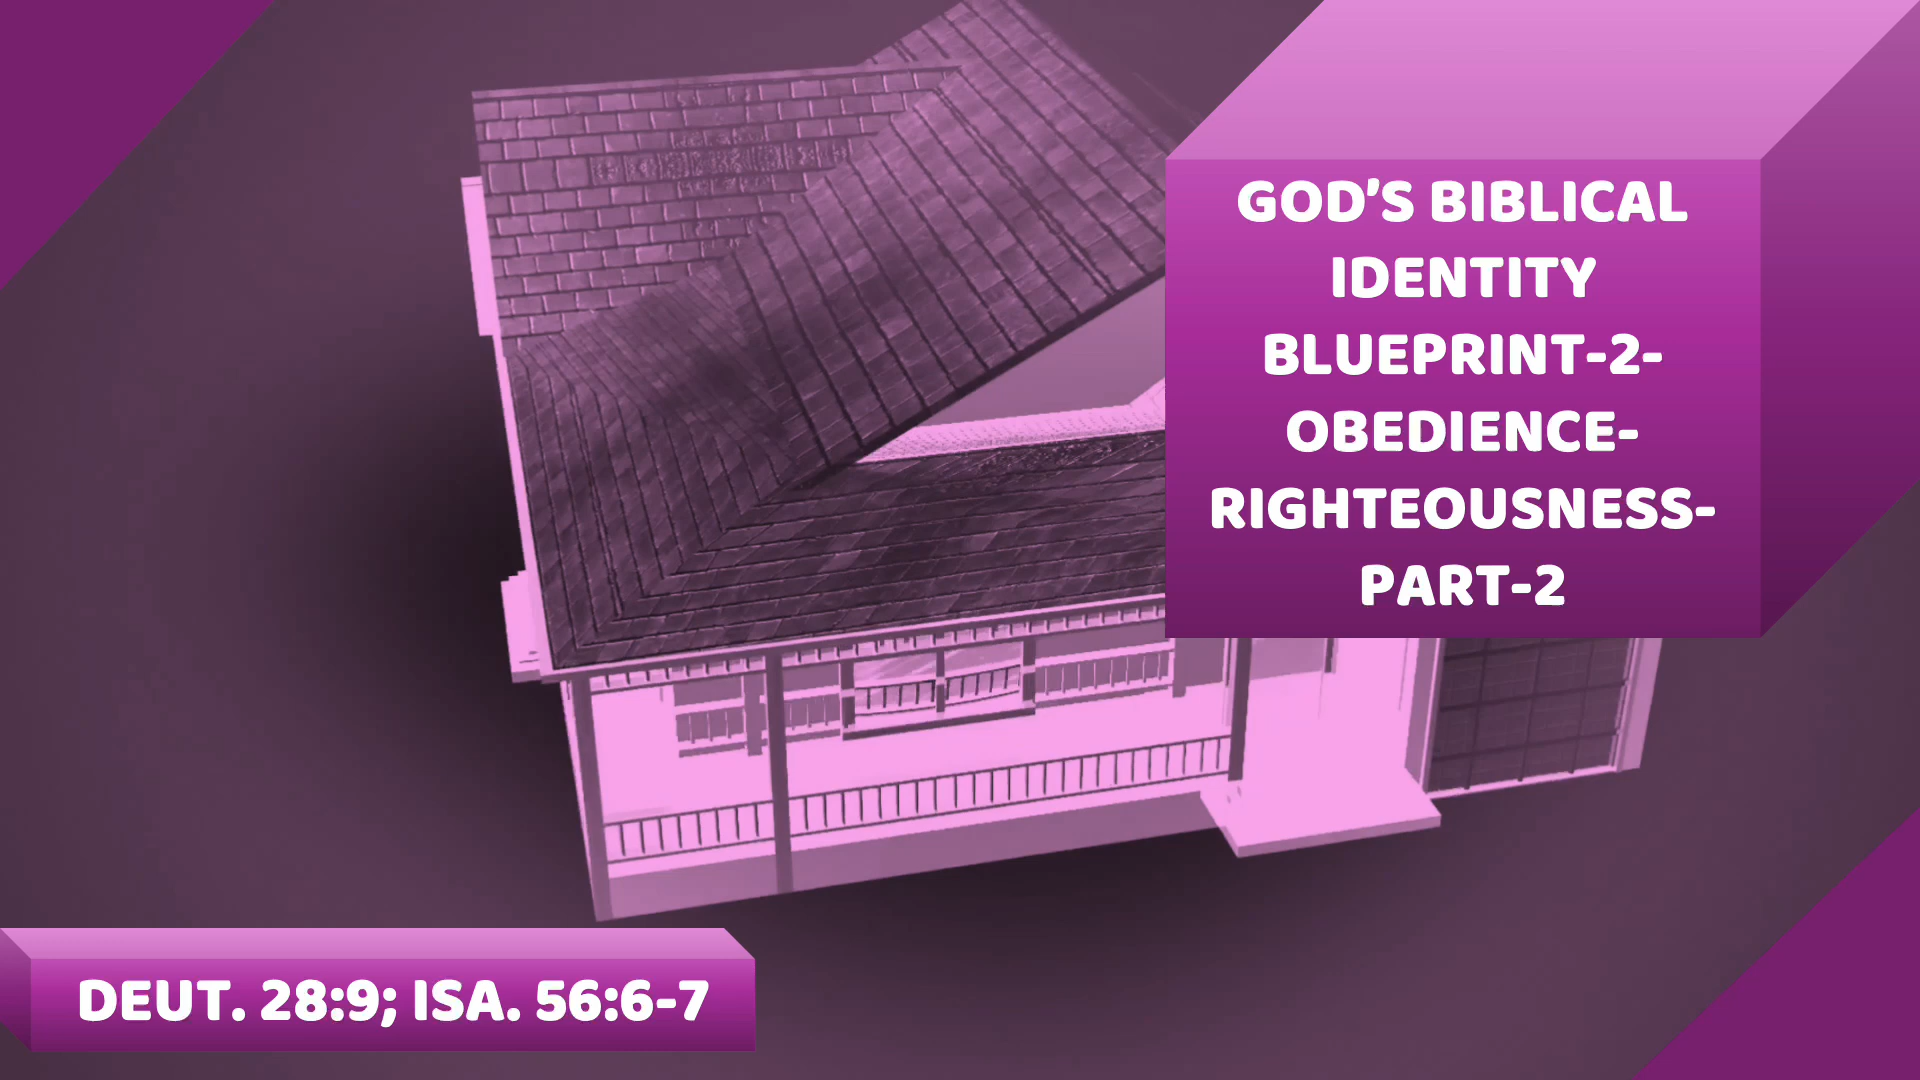 GOD'S BIBLICAL
IDENTITY
BLUEPRINT-2-
OBEDIENCE-
RIGHTEOUSNESS-
PART-2
DEUT. 28:9; ISA. 56:6-7